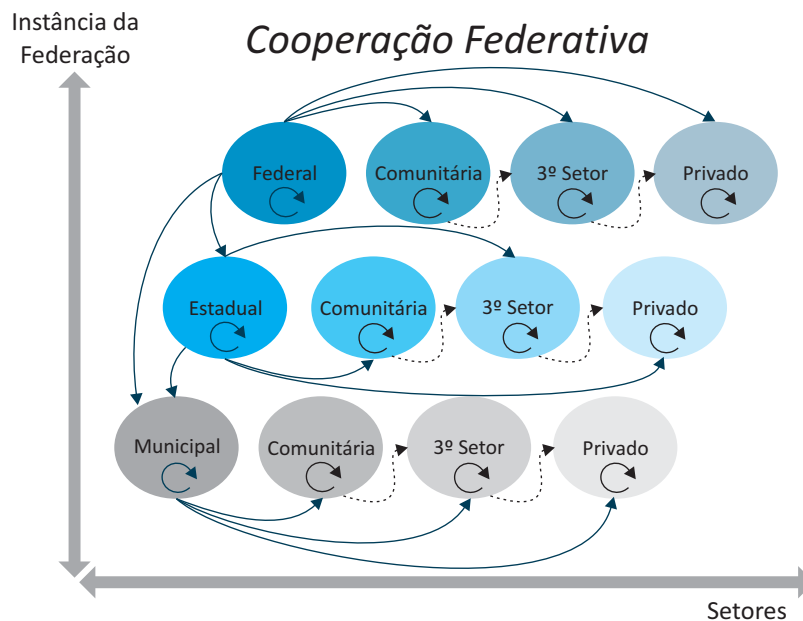 Instância da
Federação
Cooperação Federativa
Federal
Comunitária
3º Setor
Privado
Estadual
Comunitária
3º Setor
Privado
Municipal
Comunitária
3º Setor
Privado
Setores